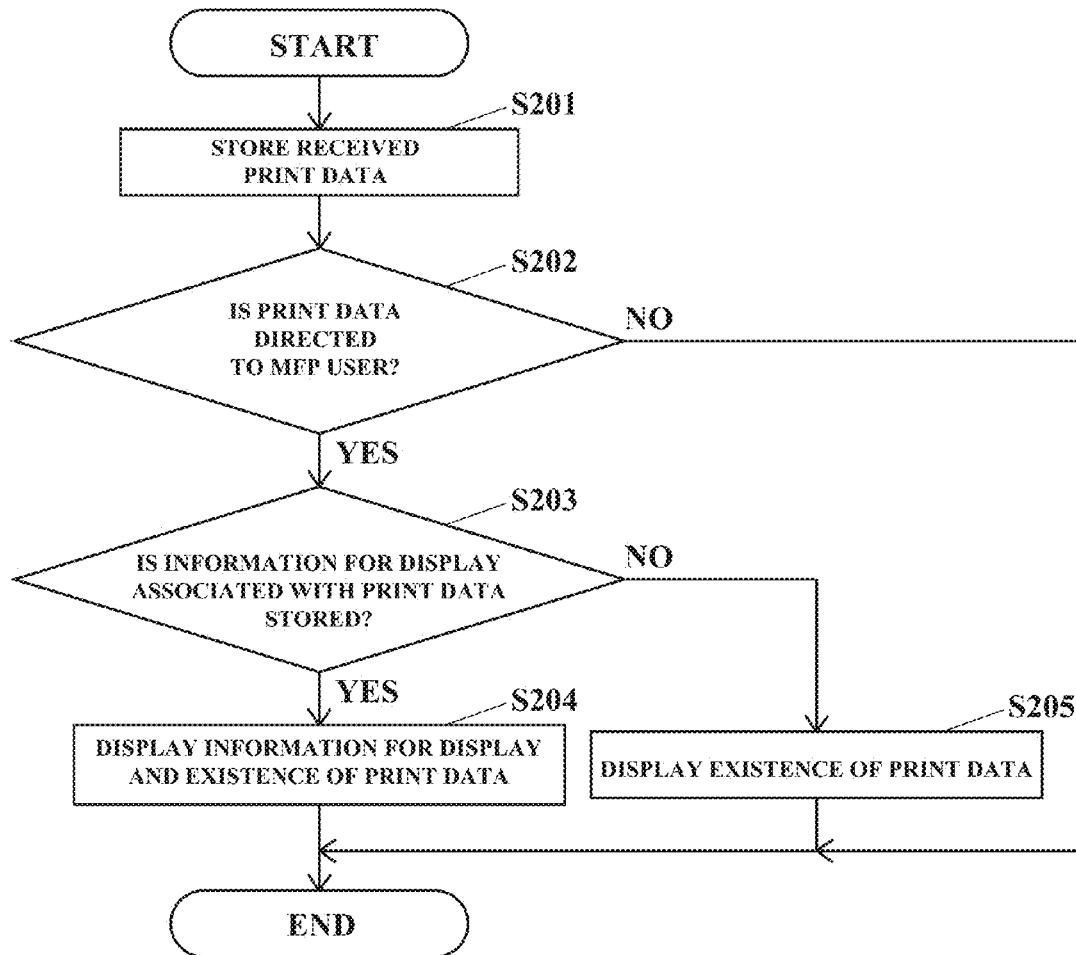 START
S201
STORE RECEIVED
PRINT DATA
S202
IS PRINT DATA
DIRECTED
TO MFP USER?
NO
YES
S203
IS INFORMATION FOR DISPLAY
ASSOCIATED WITH PRINT DATA
STORED?
NO
YES
S204
DISPLAY INFORMATION FOR DISPLAY
AND EXISTENCE OF PRINT DATA
S205
DISPLAY EXISTENCE OF PRINT DATA
END